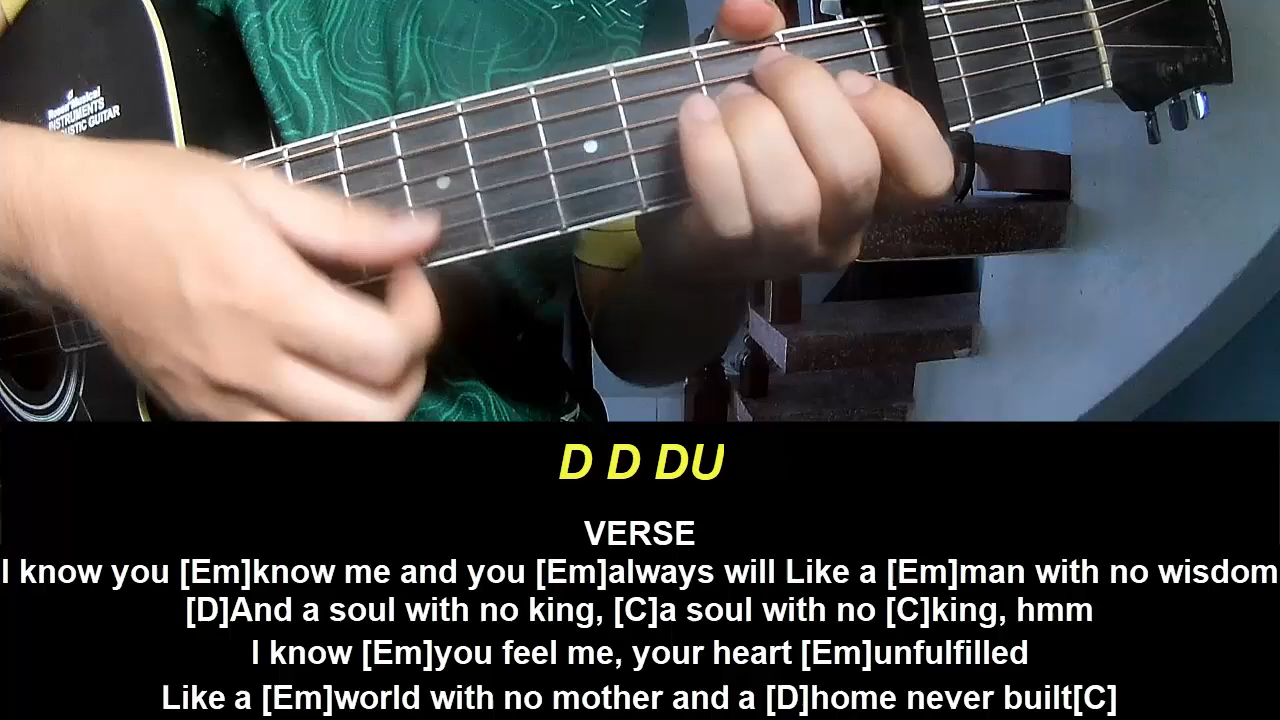 INSTRUMENTS
GUITAR
D D DU
VERSE
I know you [Em]know me and you [Em]always will Like a [Em]man with no wisdom
[D]And a soul with no king, [C]a soul with no [C]king, hmm
I know [Em]you feel me, your heart [Em]unfulfilled
Like a [Em]world with no mother and a [D]home never built[C]